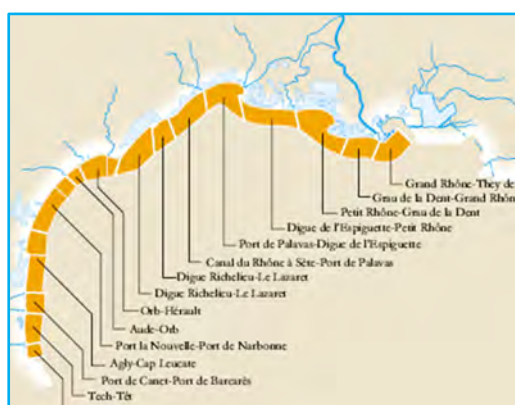 Grand Rhône-They de
Grau de la Dent-Grand Rhôn
Petit Rhône-Grau de la Dent
Digue de l'Espiguette-Petit Rhône
Port de Palavas-Digue de l'Espiguette
Canal du Rhône à Sète-Port de Palavas
Digue Richelieu-Le Lazaret
Digue Richelieu-Le Lazaret
Orb-Hérault
Aude-Orb
Port la Nouvelle-Port de Narbonne
Agly-Cap Leucate
Port de Canet-Port de Barcarès
Tech-Têt